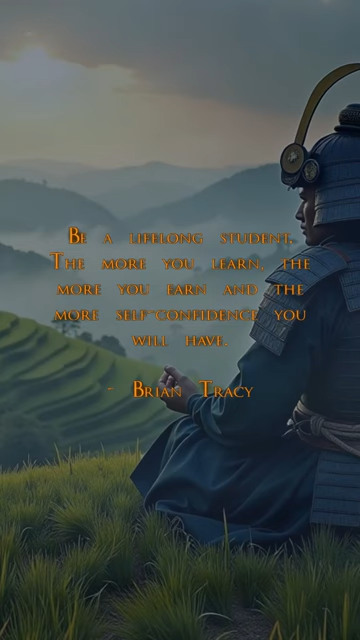 Be a lifelong student.
The more you learn, the
more you earn and the
more self-confidence you
will have.
- Brian Tracy